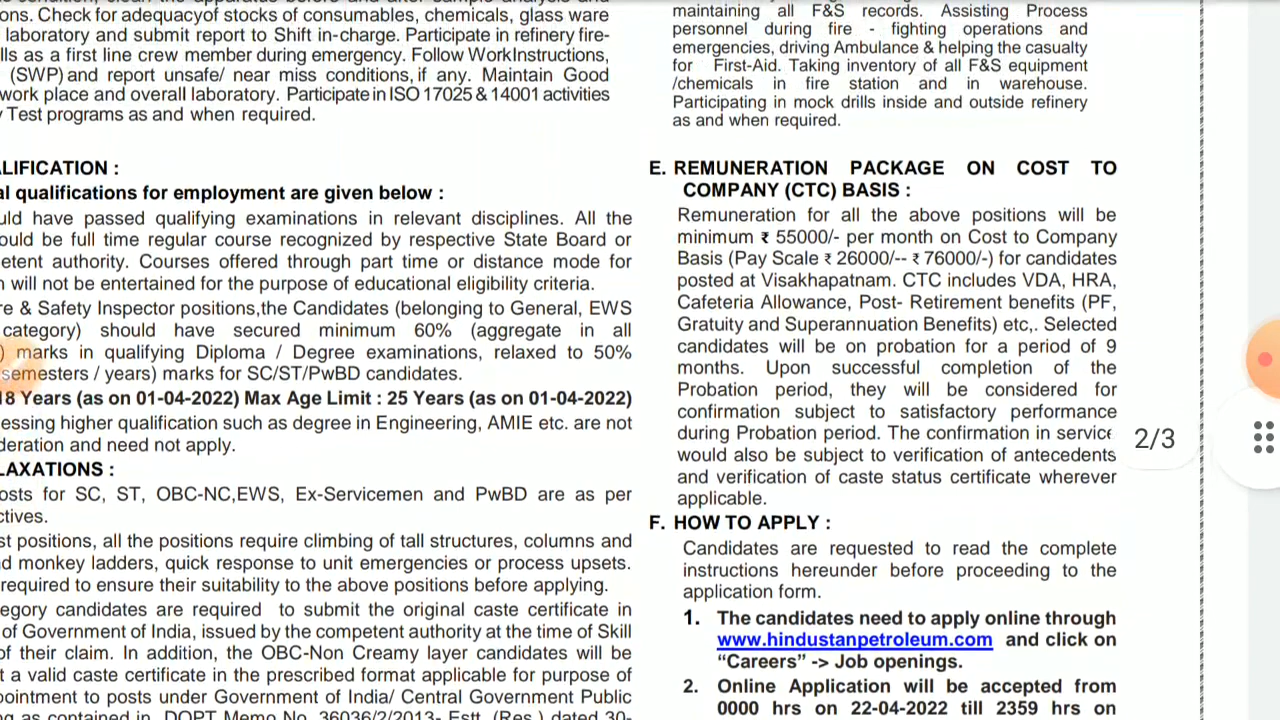 ons. Check for adequacyof stocks of consumables, chemicals, glass ware
laboratory and submit report to Shift in-charge. Participate in refinery fire-
lls as a first line crew member during emergency. Follow WorkInstructions,
(SWP) and report unsafe/ near miss conditions, if any. Maintain Good
work place and overall laboratory. Participate in ISO 17025 & 14001 activities
Test programs as and when required.
ALIFICATION :
al qualifications for employment are given below :
uld have passed qualifying examinations in relevant disciplines. All the
ould be full time regular course recognized by respective State Board or
etent authority. Courses offered through part time or distance mode for
n will not be entertained for the purpose of educational eligibility criteria.
re & Safety Inspector positions,the Candidates (belonging to General, EWS
category) should have secured minimum 60% (aggregate in all
) marks in qualifying Diploma / Degree examinations, relaxed to 50%
semesters / years) marks for SC/ST/PwBD candidates.
18 Years (as on 01-04-2022) Max Age Limit : 25 Years (as on 01-04-2022)
essing higher qualification such as degree in Engineering, AMIE etc. are not
deration and need not apply.
LAXATIONS :
osts for SC, ST, OBC-NC,EWS, Ex-Servicemen and PwBD are as per
ctives.
st positions, all the positions require climbing of tall structures, columns and
d monkey ladders, quick response to unit emergencies or process upsets.
required to ensure their suitability to the above positions before applying.
egory candidates are required to submit the original caste certificate in
of Government of India, issued by the competent authority at the time of Skill
of their claim. In addition, the OBC-Non Creamy layer candidates will be
t a valid caste certificate in the prescribed format applicable for purpose of
pointment to posts under Government of India/ Central Government Public
ng as contained in DOPT Memo No. 36036/2/2013- Estt. (Res.) dated 30-
maintaining all F&S records. Assisting Process
personnel during fire - fighting operations and
emergencies, driving Ambulance & helping the casualty
for First-Aid. Taking inventory of all F&S equipment
/chemicals in fire station and in warehouse.
Participating in mock drills inside and outside refinery
as and when required.
E. REMUNERATION PACKAGE ON COST TO
COMPANY (CTC) BASIS :
Remuneration for all the above positions will be
minimum ₹ 55000/- per month on Cost to Company
Basis (Pay Scale ₹ 26000/-- ₹ 76000/-) for candidates
posted at Visakhapatnam. CTC includes VDA, HRA,
Cafeteria Allowance, Post- Retirement benefits (PF,
Gratuity and Superannuation Benefits) etc,. Selected
candidates will be on probation for a period of 9
months. Upon successful completion of the
Probation period, they will be considered for
confirmation subject to satisfactory performance
during Probation period. The confirmation in service
would also be subject to verification of antecedents
and verification of caste status certificate wherever
applicable.
F. HOW TO APPLY :
Candidates are requested to read the complete
instructions hereunder before proceeding to the
application form.
1. The candidates need to apply online through
www.hindustanpetroleum.com and click on
“Careers” -> Job openings.
2. Online Application will be accepted from
0000 hrs on 22-04-2022 till 2359 hrs on
2/3